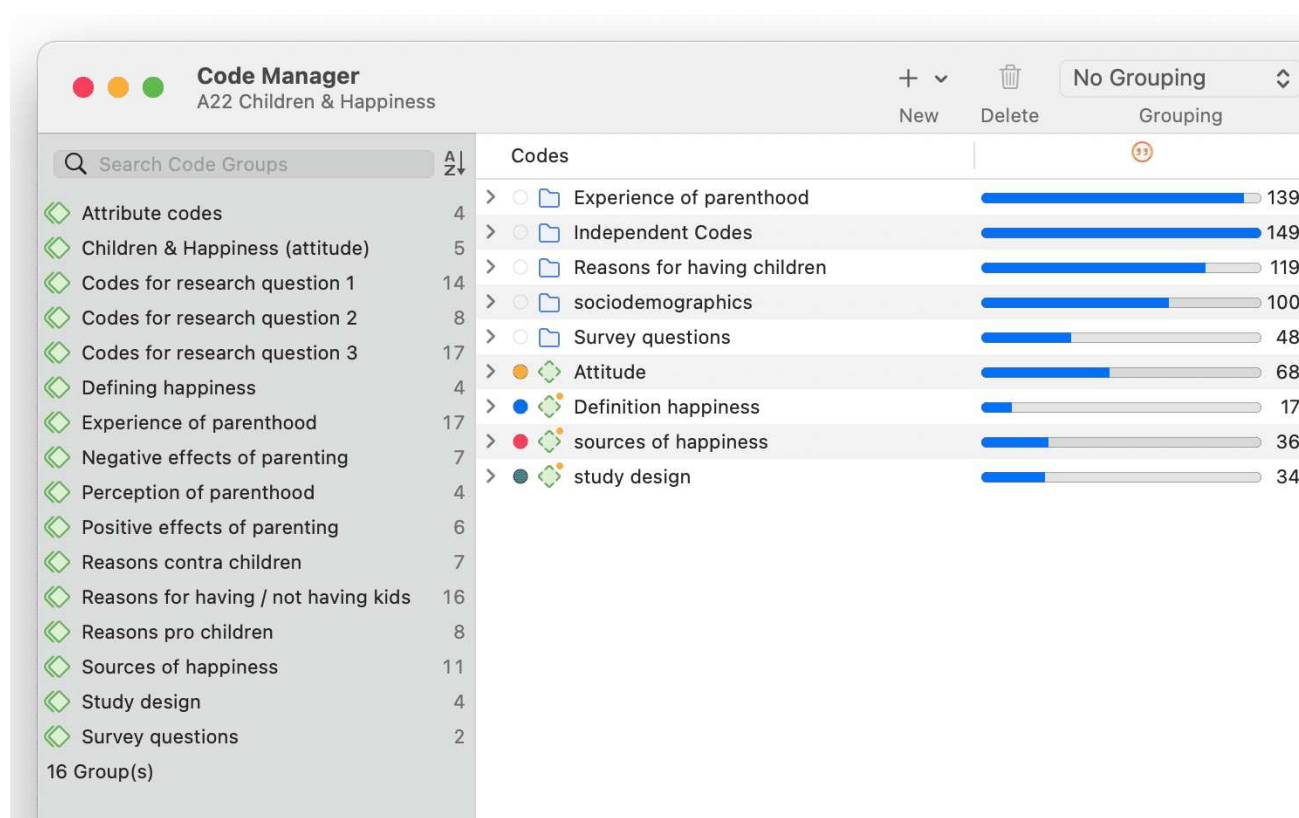 Code Manager
A22 Children & Happiness
New
Delete
No Grouping
Grouping
Search Code Groups
A
Z
Attribute codes 4
Children & Happiness (attitude) 5
Codes for research question 1 14
Codes for research question 2 8
Codes for research question 3 17
Defining happiness 4
Experience of parenthood 17
Negative effects of parenting 7
Perception of parenthood 4
Positive effects of parenting 6
Reasons contra children 7
Reasons for having / not having kids 16
Reasons pro children 8
Sources of happiness 11
Study design 4
Survey questions 2
16 Group(s)
Codes
Experience of parenthood 139
Independent Codes 149
Reasons for having children 119
sociodemographics 100
Survey questions 48
Attitude 68
Definition happiness 17
sources of happiness 36
study design 34